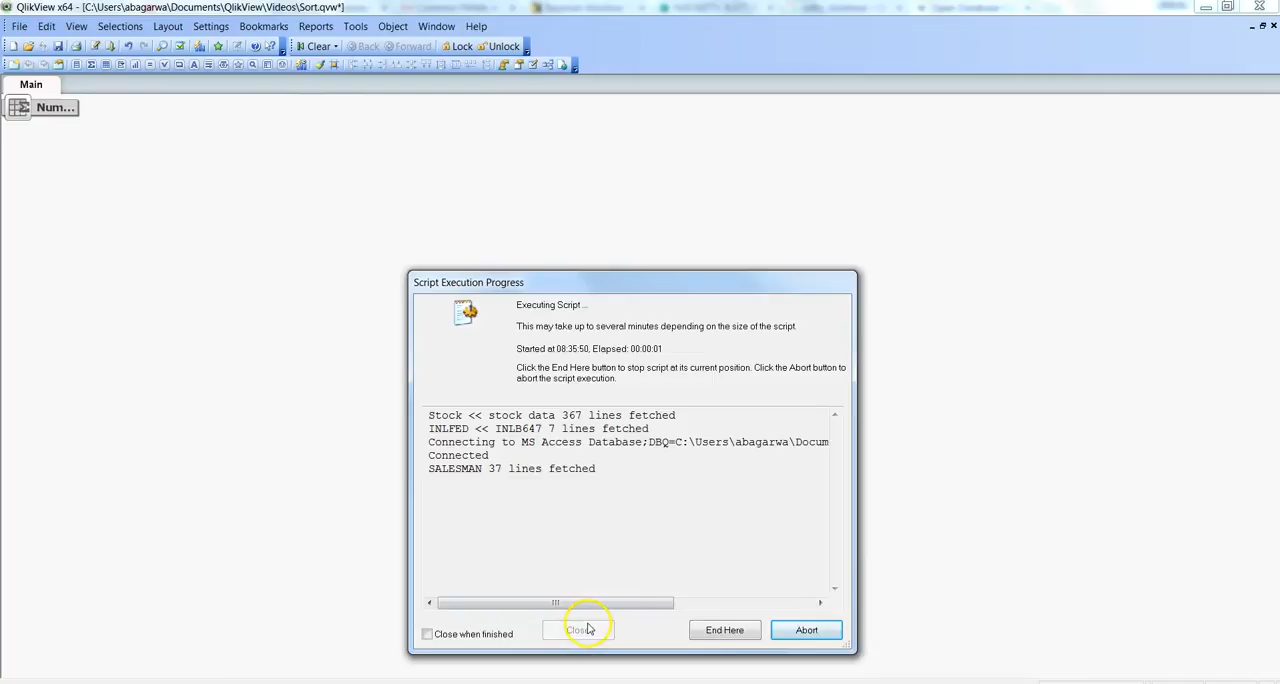 QlikView x64 - [C:\Users\abagarwa\Documents\QlikView\Videos\Sort.qvw*]
File Edit View Selections Layout Settings Bookmarks Reports Tools Object Window Help
Clear Back Forward Lock Unlock
Main
Num...
Script Execution Progress
Executing Script ...
This may take up to several minutes depending on the size of the script.
Started at 08:35:50, Elapsed: 00:00:01
Click the End Here button to stop script at its current position. Click the Abort button to
abort the script execution.
Stock << stock data 367 lines fetched
INLFED << INLB647 7 lines fetched
Connecting to MS Access Database;DBQ=C:\Users\abagarwa\Docum
Connected
SALESMAN 37 lines fetched
Close when finished
Close
End Here
Abort